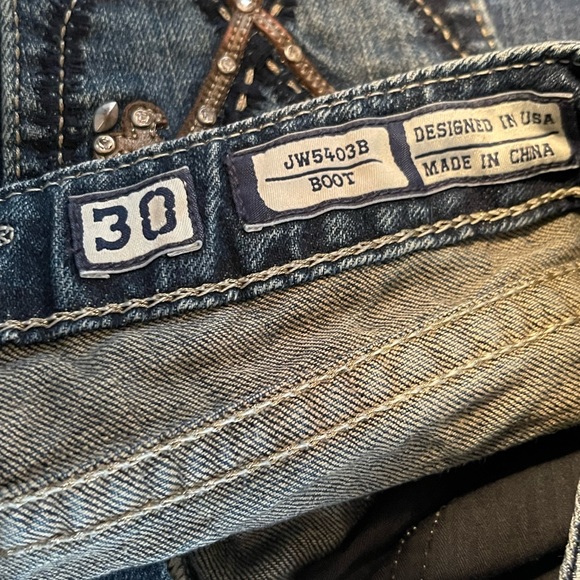 30
JW5403B
BOOT
DESIGNED IN USA
MADE IN CHINA